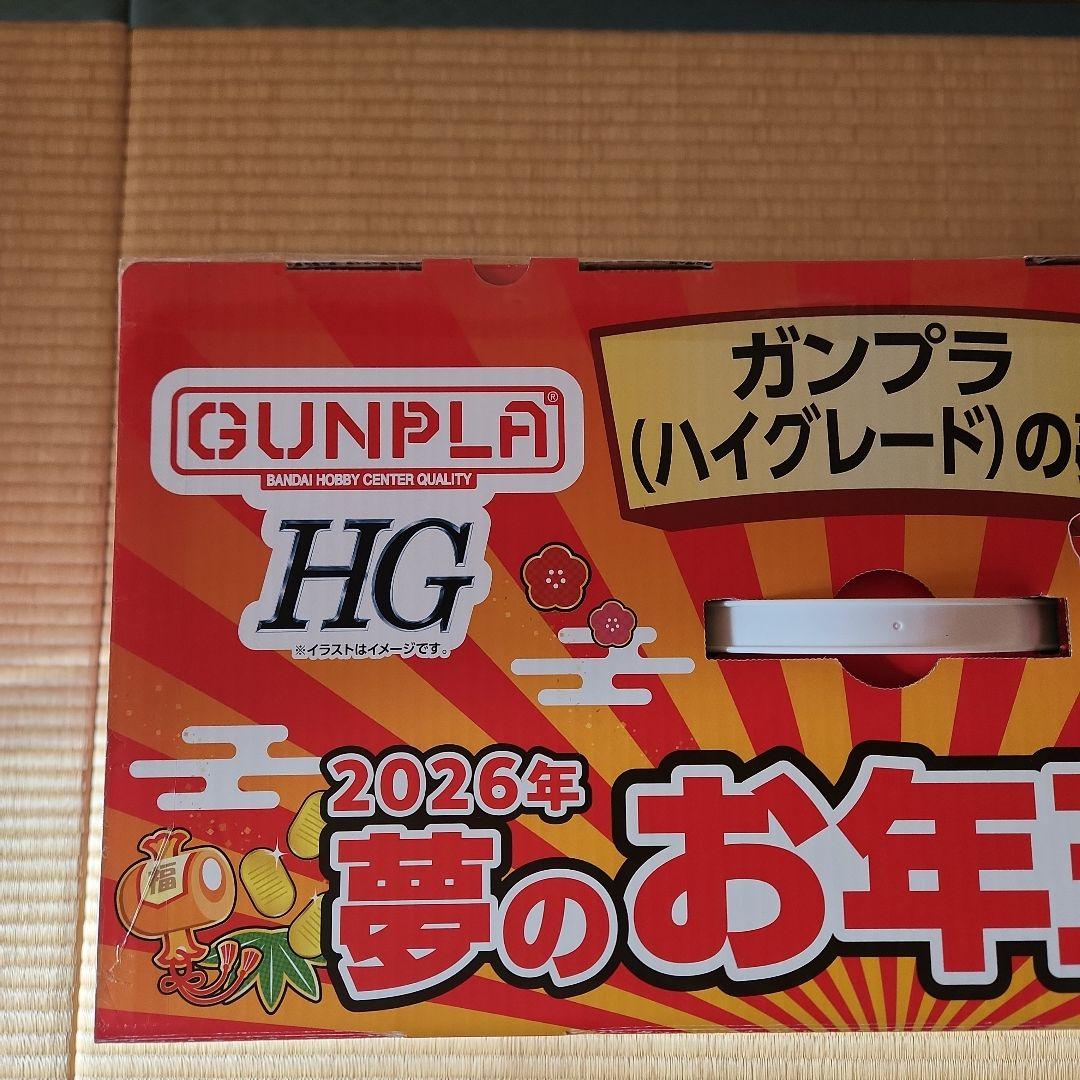 ガンプラ
(ハイグレード)の
GUNPLA®
BANDAI HOBBY CENTER QUALITY
HG
※イラストはイメージです。
2026年
夢のお年
福